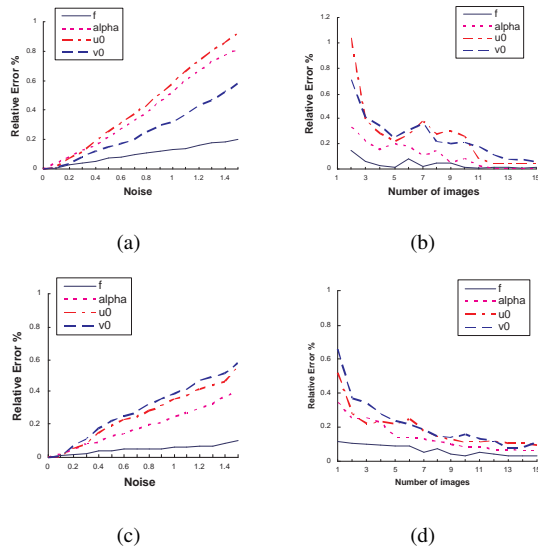 f
alpha
u0
v0
Relative Error %
1
0.8
0.6
0.4
0.2
0
0 0.2 0.4 0.6 0.8 1 1.2 1.4
Noise
(a)
f
alpha
u0
v0
Relative Error %
1.2
1
0.8
0.6
0.4
0.2
0
1 3 5 7 9 11 13 15
Number of images
(b)
f
alpha
u0
v0
Relative Error %
1
0.8
0.6
0.4
0.2
0
0 0.2 0.4 0.6 0.8 1 1.2 1.4
Noise
(c)
f
alpha
u0
v0
Relative Error %
1
0.8
0.6
0.4
0.2
0
1 3 5 7 9 11 13 15
Number of images
(d)